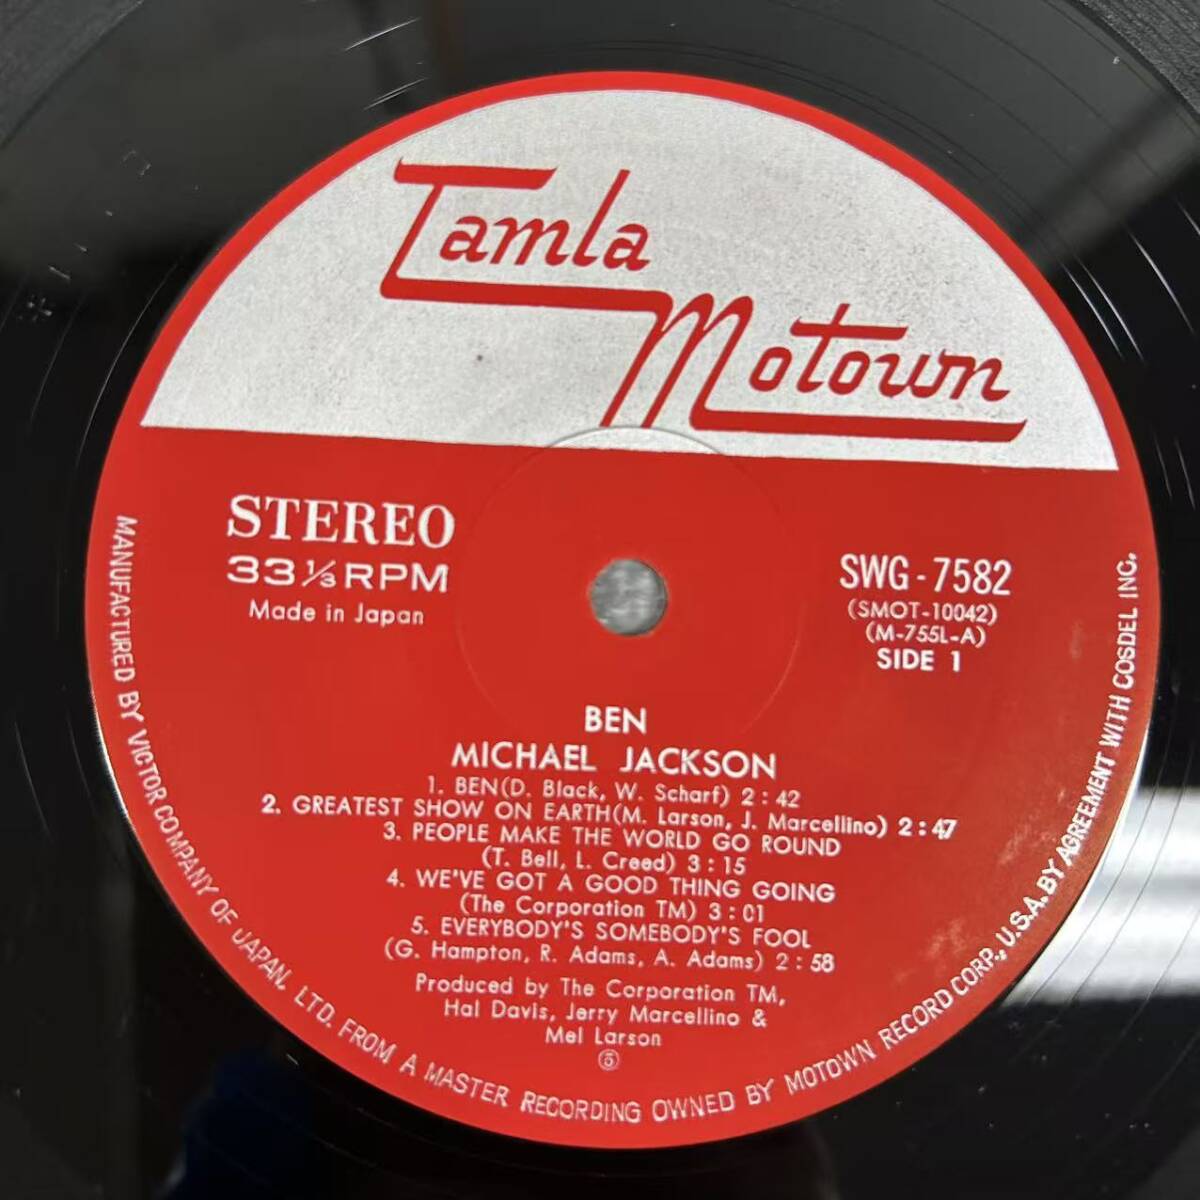 Tamla
Motown
STEREO
33 1/3 RPM
Made in Japan
SWG-7582
(SMOT-10042)
(M-755L-A)
SIDE 1
BEN
MICHAEL JACKSON
1. BEN(D. Black, W. Scharf) 2:42
2. GREATEST SHOW ON EARTH(M. Larson, J. Marcellino) 2:47
3. PEOPLE MAKE THE WORLD GO ROUND
(T. Bell, L. Creed) 3:15
4. WE'VE GOT A GOOD THING GOING
(The Corporation TM) 3:01
5. EVERYBODY'S SOMEBODY'S FOOL
(G. Hampton, R. Adams, A. Adams) 2:58
Produced by The Corporation TM,
Hal Davis, Jerry Marcellino &
Mel Larson
⑤
MANUFACTURED BY VICTOR COMPANY OF JAPAN, LTD. FROM A MASTER RECORDING OWNED BY MOTOWN RECORD CORP., U.S.A. BY AGREEMENT WITH COSDEL INC.